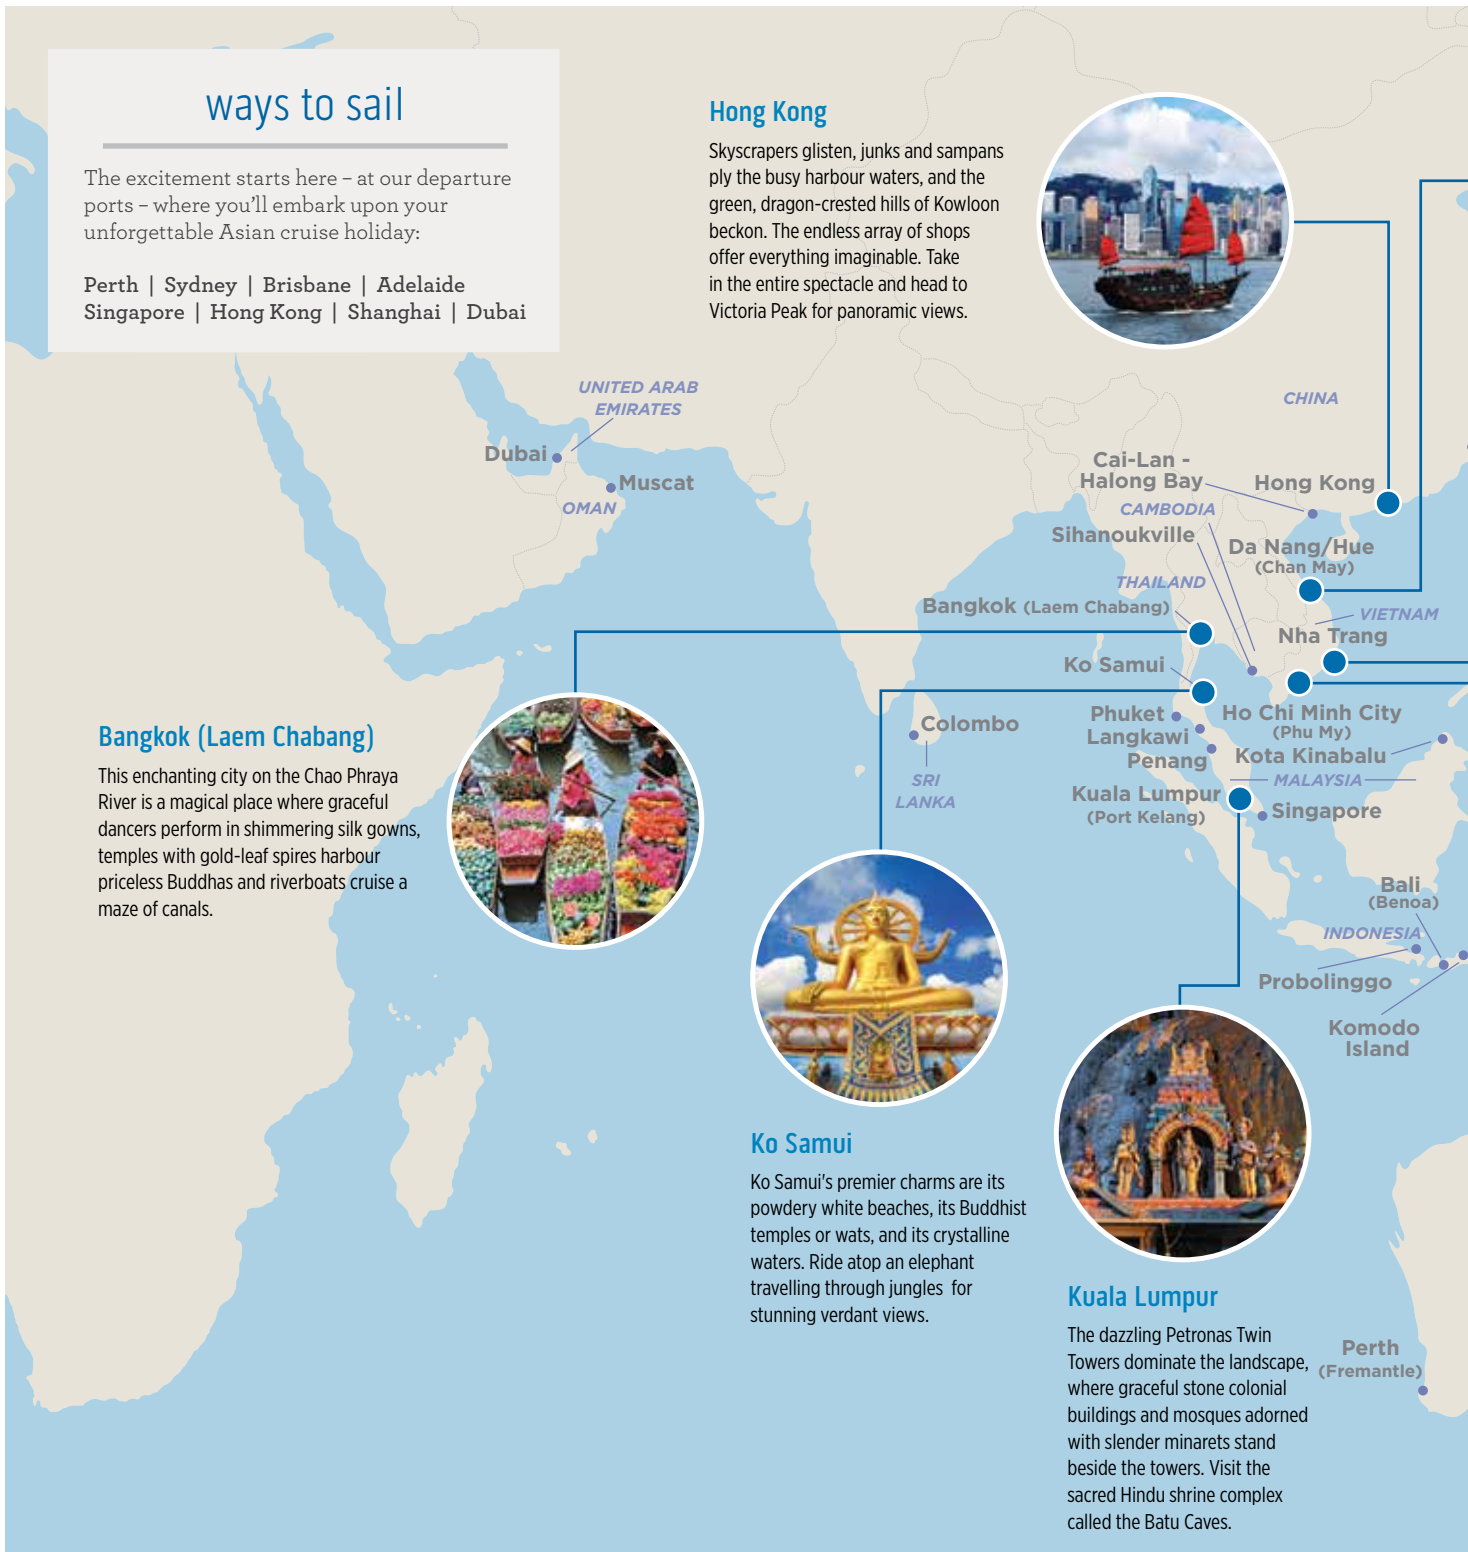 ways to sail
The excitement starts here – at our departure
ports – where you'll embark upon your
unforgettable Asian cruise holiday:
Perth | Sydney | Brisbane | Adelaide
Singapore | Hong Kong | Shanghai | Dubai
Hong Kong
Skyscrapers glisten, junks and sampans
ply the busy harbour waters, and the
green, dragon-crested hills of Kowloon
beckon. The endless array of shops
offer everything imaginable. Take
in the entire spectacle and head to
Victoria Peak for panoramic views.
UNITED ARAB
EMIRATES
Dubai
Muscat
OMAN
CHINA
Cai-Lan -
Halong Bay
Hong Kong
CAMBODIA
Sihanoukville
Da Nang/Hue
(Chan May)
THAILAND
Bangkok (Laem Chabang)
VIETNAM
Nha Trang
Ko Samui
Phuket
Langkawi
Penang
Ho Chi Minh City
(Phu My)
Kota Kinabalu
MALAYSIA
Kuala Lumpur
(Port Kelang)
Singapore
Colombo
SRI
LANKA
Bali
(Benoa)
INDONESIA
Probolinggo
Komodo
Island
Bangkok (Laem Chabang)
This enchanting city on the Chao Phraya
River is a magical place where graceful
dancers perform in shimmering silk gowns,
temples with gold-leaf spires harbour
priceless Buddhas and riverboats cruise a
maze of canals.
Ko Samui
Ko Samui's premier charms are its
powdery white beaches, its Buddhist
temples or wats, and its crystalline
waters. Ride atop an elephant
travelling through jungles for
stunning verdant views.
Kuala Lumpur
The dazzling Petronas Twin
Towers dominate the landscape,
where graceful stone colonial
buildings and mosques adorned
with slender minarets stand
beside the towers. Visit the
sacred Hindu shrine complex
called the Batu Caves.
Perth
(Fremantle)